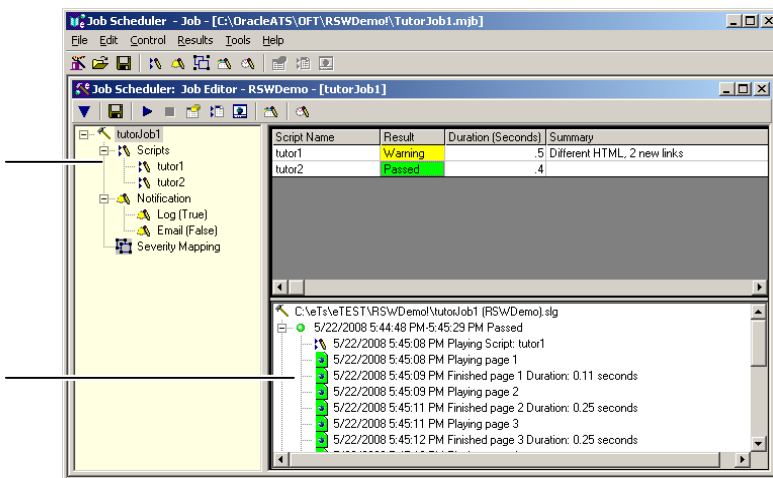 Job Scheduler - Job - [C:\OracleATS\OFT\RSWDemo!\TutorJob1.mjb]
File Edit Control Results Tools Help
Job Scheduler: Job Editor - RSWDemo - [tutorJob1]
tutorJob1
Scripts
tutor1
tutor2
Notification
Log (True)
Email (False)
Severity Mapping
Script Name Result Duration (Seconds) Summary
tutor1 Warning .5 Different HTML, 2 new links
tutor2 Passed .4
C:\eTs\eTEST\RSWDemo!\tutorJob1 (RSWDemo).slg
5/22/2008 5:44:48 PM-5:45:29 PM Passed
5/22/2008 5:45:08 PM Playing Script: tutor1
5/22/2008 5:45:08 PM Playing page 1
5/22/2008 5:45:09 PM Finished page 1 Duration: 0.11 seconds
5/22/2008 5:45:09 PM Playing page 2
5/22/2008 5:45:11 PM Finished page 2 Duration: 0.25 seconds
5/22/2008 5:45:11 PM Playing page 3
5/22/2008 5:45:12 PM Finished page 3 Duration: 0.25 seconds